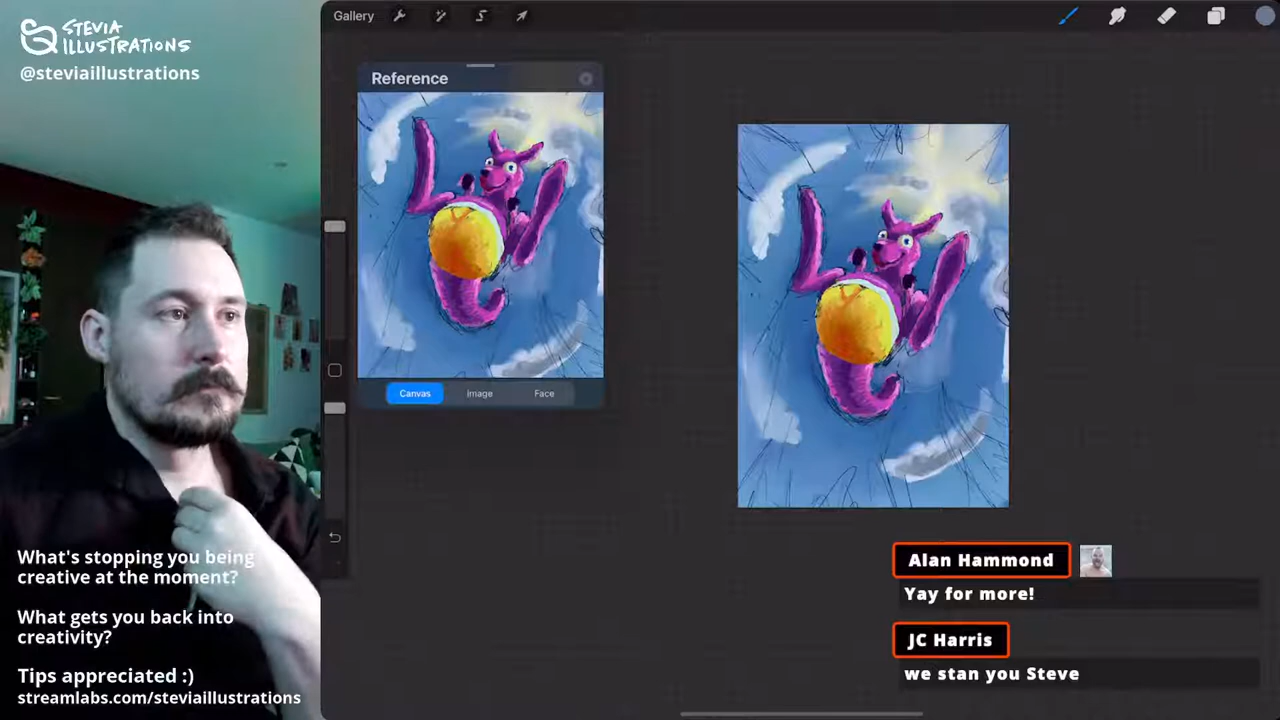 STEVIA
ILLUSTRATIONS
@steviaillustrations
Gallery
Reference
Canvas
Image
Face
What's stopping you being
creative at the moment?
What gets you back into
creativity?
Tips appreciated :)
streamlabs.com/steviaillustrations
Alan Hammond
Yay for more!
JC Harris
we stan you Steve